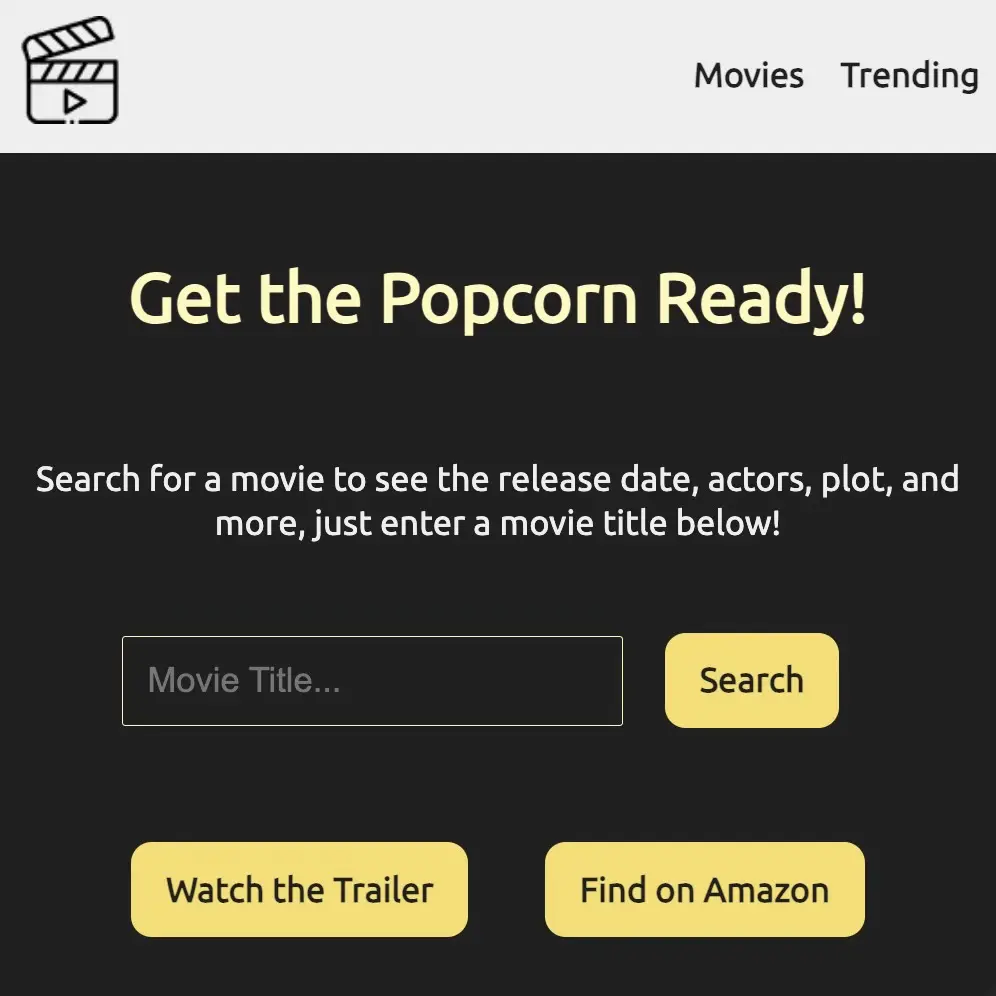 Movies Trending
Get the Popcorn Ready!
Search for a movie to see the release date, actors, plot, and
more, just enter a movie title below!
Movie Title... Search
Watch the Trailer Find on Amazon